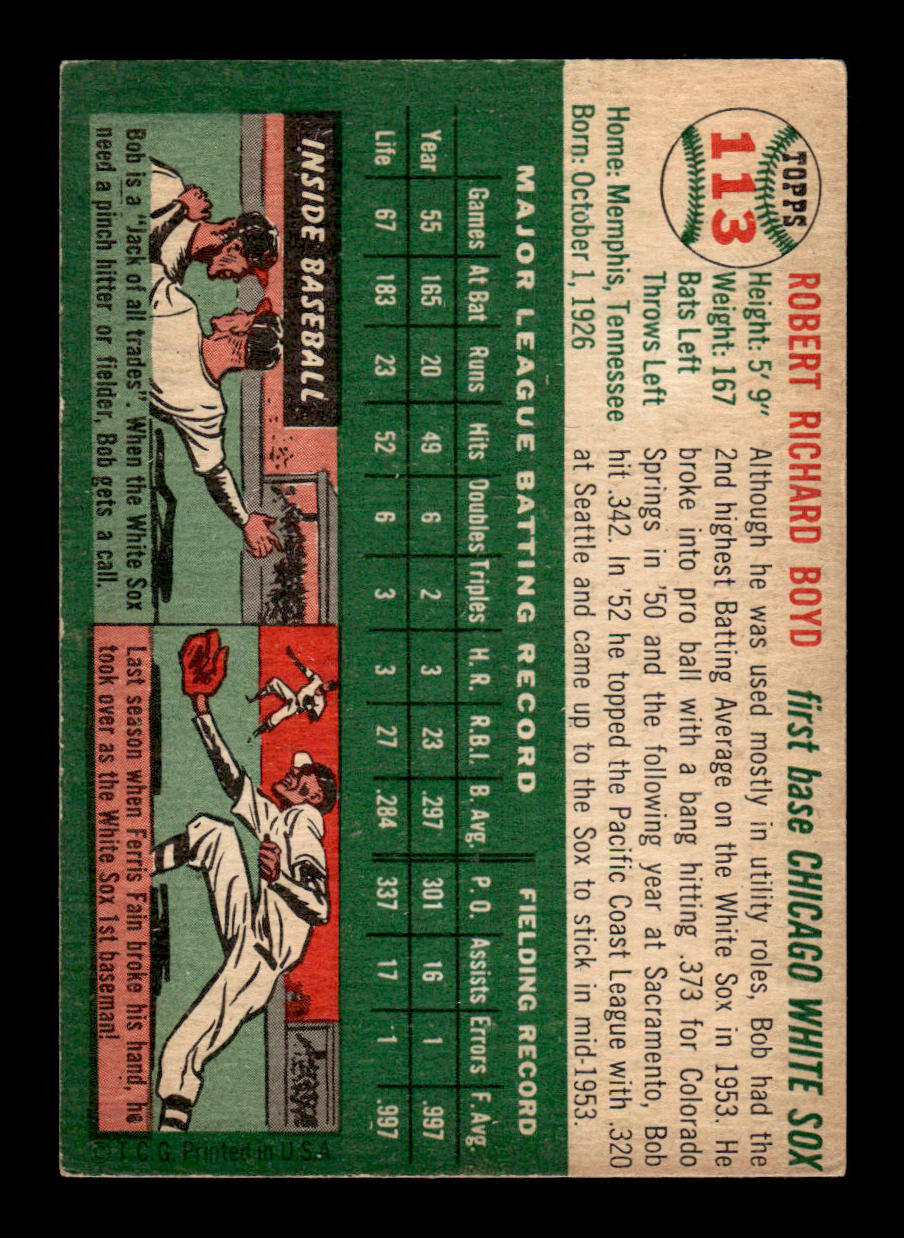 TOPPS
113
ROBERT RICHARD BOYD first base CHICAGO WHITE SOX
Height: 5' 9"
Weight: 167
Bats Left
Throws Left
Home: Memphis, Tennessee
Born: October 1, 1926
Although he was used mostly in utility roles, Bob had the
2nd highest Batting Average on the White Sox in 1953. He
broke into pro ball with a bang hitting .373 for Colorado
Springs in '50 and the following year at Sacramento, Bob
hit .342. In '52 he topped the Pacific Coast League with .320
at Seattle and came up to the Sox to stick in mid-1953.
MAJOR LEAGUE BATTING RECORD FIELDING RECORD
Games At Bat Runs Hits Doubles Triples H. R. R.B.I. B. Avg. P. O. Assists Errors F. Avg.
Year 55 165 20 49 6 2 3 23 .297 301 16 1 .997
Life 67 183 23 52 6 3 3 27 .284 337 17 1 .997
INSIDE BASEBALL
Bob is a "Jack of all trades". When the White Sox
need a pinch hitter or fielder, Bob gets a call.
Last season when Ferris Fain broke his hand, he
took over as the White Sox 1st baseman!
© T. C. G. Printed in U.S.A.